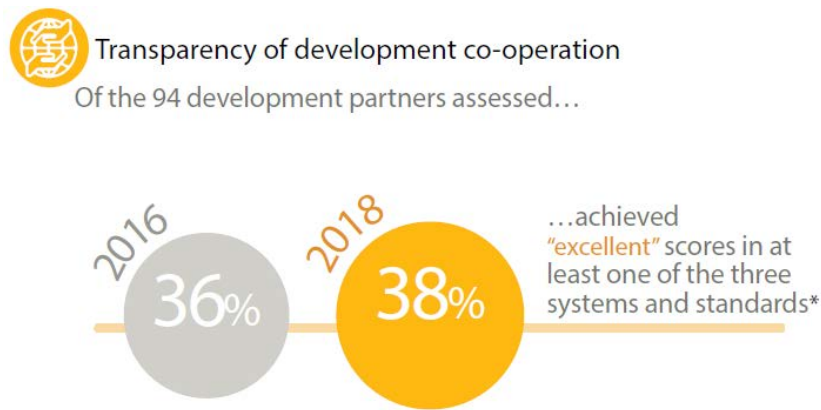 Transparency of development co-operation
Of the 94 development partners assessed…
2016
36%
2018
38%
…achieved
“excellent” scores in at
least one of the three
systems and standards*